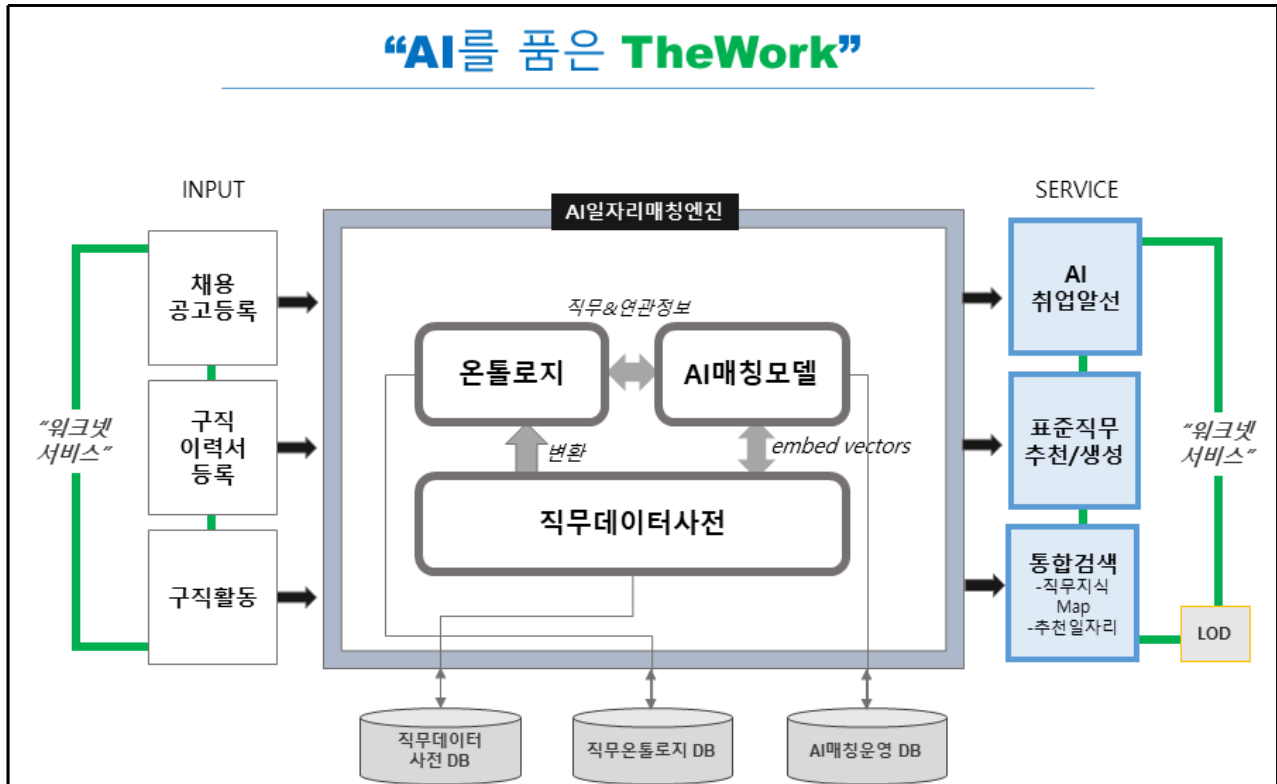 “AI를 품은 TheWork”
INPUT
SERVICE
AI일자리매칭엔진
채용
공고등록
구직
이력서
등록
구직활동
“워크넷
서비스”
직무&연관정보
온톨로지
AI매칭모델
변환
embed vectors
직무데이터사전
AI
취업알선
표준직무
추천/생성
통합검색
-직무지식
Map
-추천일자리
“워크넷
서비스”
LOD
직무데이터
사전 DB
직무온톨로지 DB
AI매칭운영 DB